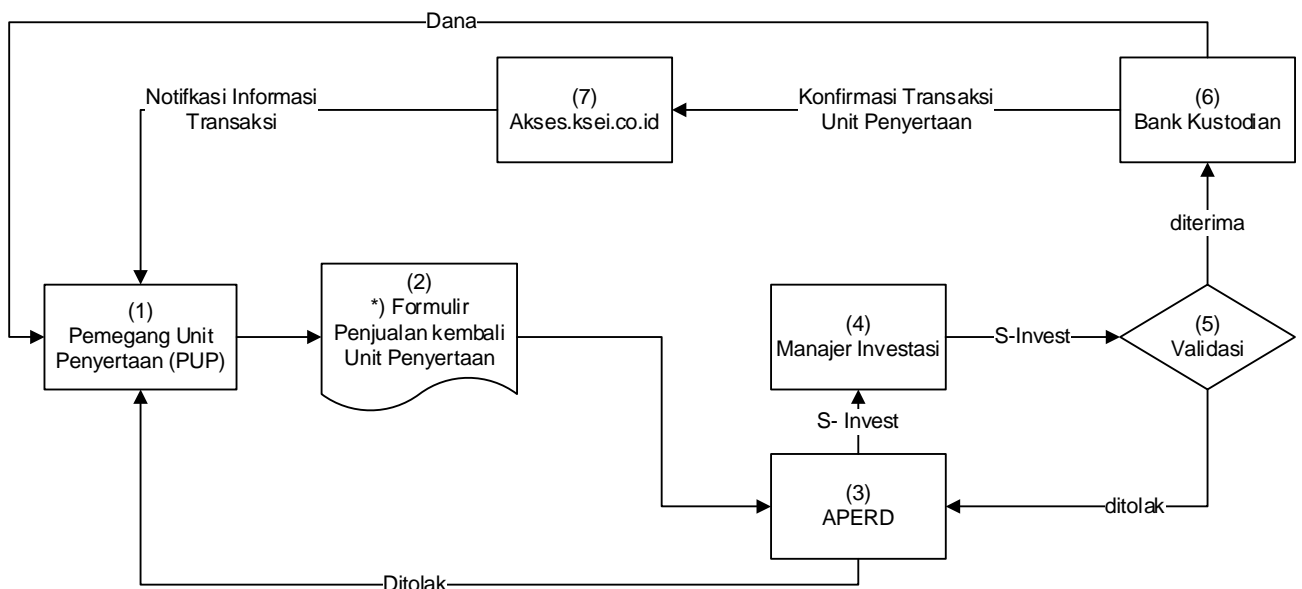 Dana
Notifkasi Informasi
Transaksi
(7)
Akses.ksei.co.id
Konfirmasi Transaksi
Unit Penyertaan
(6)
Bank Kustodian
diterima
(1)
Pemegang Unit
Penyertaan (PUP)
(2)
*) Formulir
Penjualan kembali
Unit Penyertaan
(4)
Manajer Investasi
S-Invest
(5)
Validasi
S- Invest
(3)
APERD
ditolak
Ditolak